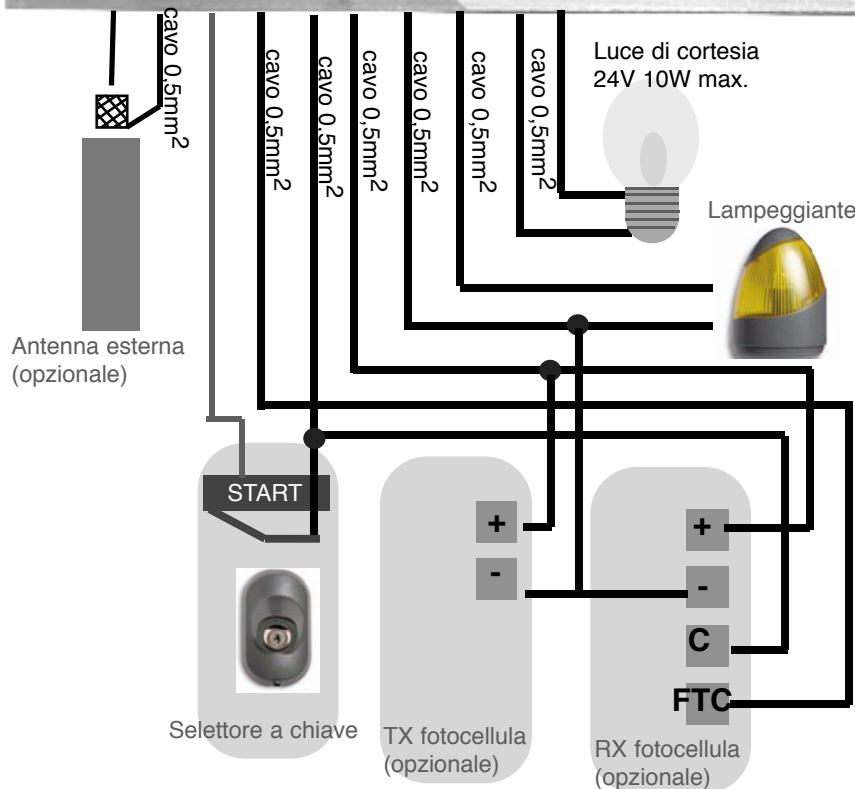 cavo 0,5mm2
cavo 0,5mm2
cavo 0,5mm2
cavo 0,5mm2
cavo 0,5mm2
cavo 0,5mm2
cavo 0,5mm2
Luce di cortesia
24V 10W max.
Lampeggiante
Antenna esterna
(opzionale)
START
Selettore a chiave
+
-
TX fotocellula
(opzionale)
+
-
C
FTC
RX fotocellula
(opzionale)